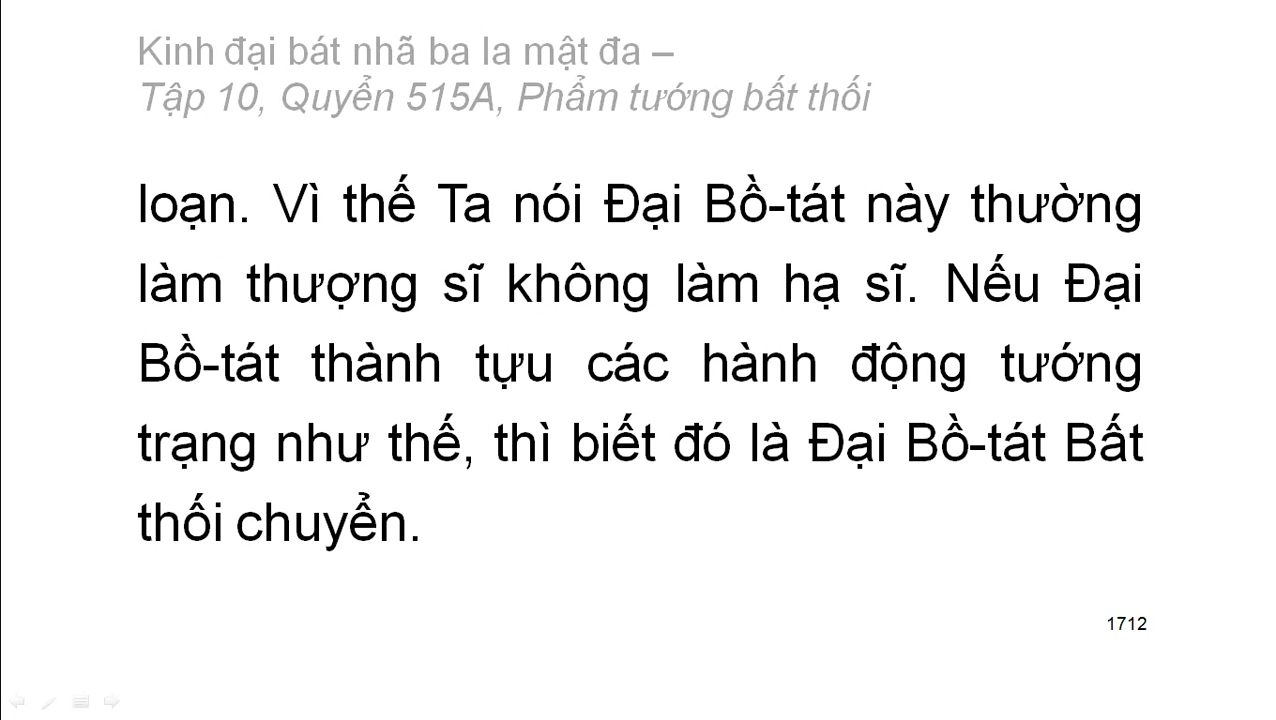 Kinh đại bát nhã ba la mật đa –
Tập 10, Quyển 515A, Phẩm tướng bất thối
loạn. Vì thế Ta nói Đại Bồ-tát này thường
làm thượng sĩ không làm hạ sĩ. Nếu Đại
Bồ-tát thành tựu các hành động tướng
trạng như thế, thì biết đó là Đại Bồ-tát Bất
thối chuyển.
1712